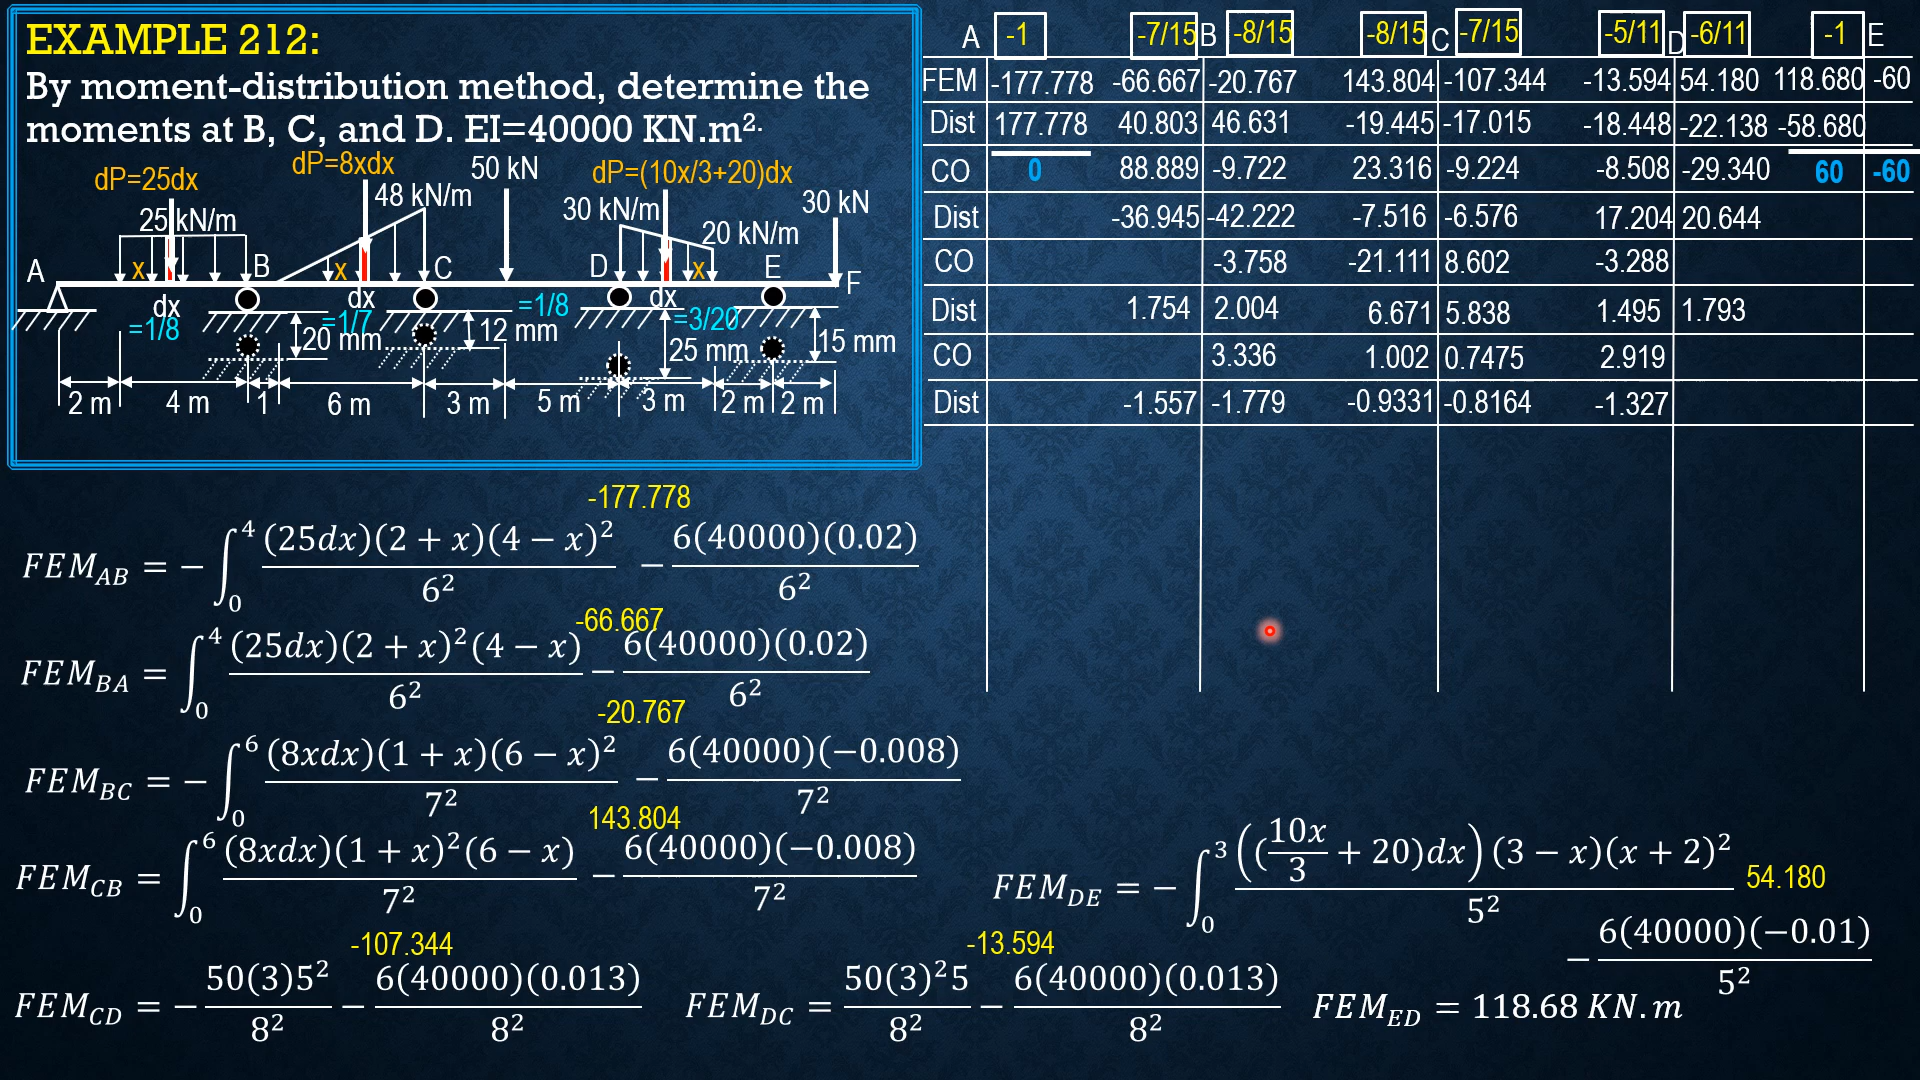 EXAMPLE 212:
By moment-distribution method, determine the
moments at B, C, and D. EI=40000 KN.m².
dP=25dx
dP=8xdx
50 kN
dP=(10x/3+20)dx
25 kN/m
48 kN/m
30 kN/m
20 kN/m
30 kN
A
x
B
x
C
D
x
E
F
dx
dx
dx
=1/8
=1/7
=1/8
=3/20
20 mm
12 mm
25 mm
15 mm
2 m
4 m
1
6 m
3 m
5 m
3 m
2 m
2 m
A -1 -7/15 B -8/15 -8/15 C -7/15 -5/11 D -6/11 -1 E
FEM -177.778 -66.667 -20.767 143.804 -107.344 -13.594 54.180 118.680 -60
Dist 177.778 40.803 46.631 -19.445 -17.015 -18.448 -22.138 -58.680
CO 0 88.889 -9.722 23.316 -9.224 -8.508 -29.340 60 -60
Dist -36.945 -42.222 -7.516 -6.576 17.204 20.644
CO -3.758 -21.111 8.602 -3.288
Dist 1.754 2.004 6.671 5.838 1.495 1.793
CO 3.336 1.002 0.7475 2.919
Dist -1.557 -1.779 -0.9331 -0.8164 -1.327
-177.778
FEM_AB = − ∫₀⁴ (25dx)(2 + x)(4 − x)² / 6² − 6(40000)(0.02) / 6²
-66.667
FEM_BA = ∫₀⁴ (25dx)(2 + x)²(4 − x) / 6² − 6(40000)(0.02) / 6²
-20.767
FEM_BC = − ∫₀⁶ (8xdx)(1 + x)(6 − x)² / 7² − 6(40000)(−0.008) / 7²
143.804
FEM_CB = ∫₀⁶ (8xdx)(1 + x)²(6 − x) / 7² − 6(40000)(−0.008) / 7²
-107.344
FEM_CD = − 50(3)5² / 8² − 6(40000)(0.013) / 8²
-13.594
FEM_DC = 50(3)²5 / 8² − 6(40000)(0.013) / 8²
FEM_DE = − ∫₀³ ((10x/3 + 20)dx)(3 − x)(x + 2)² / 5²
54.180
− 6(40000)(−0.01) / 5²
FEM_ED = 118.68 KN.m